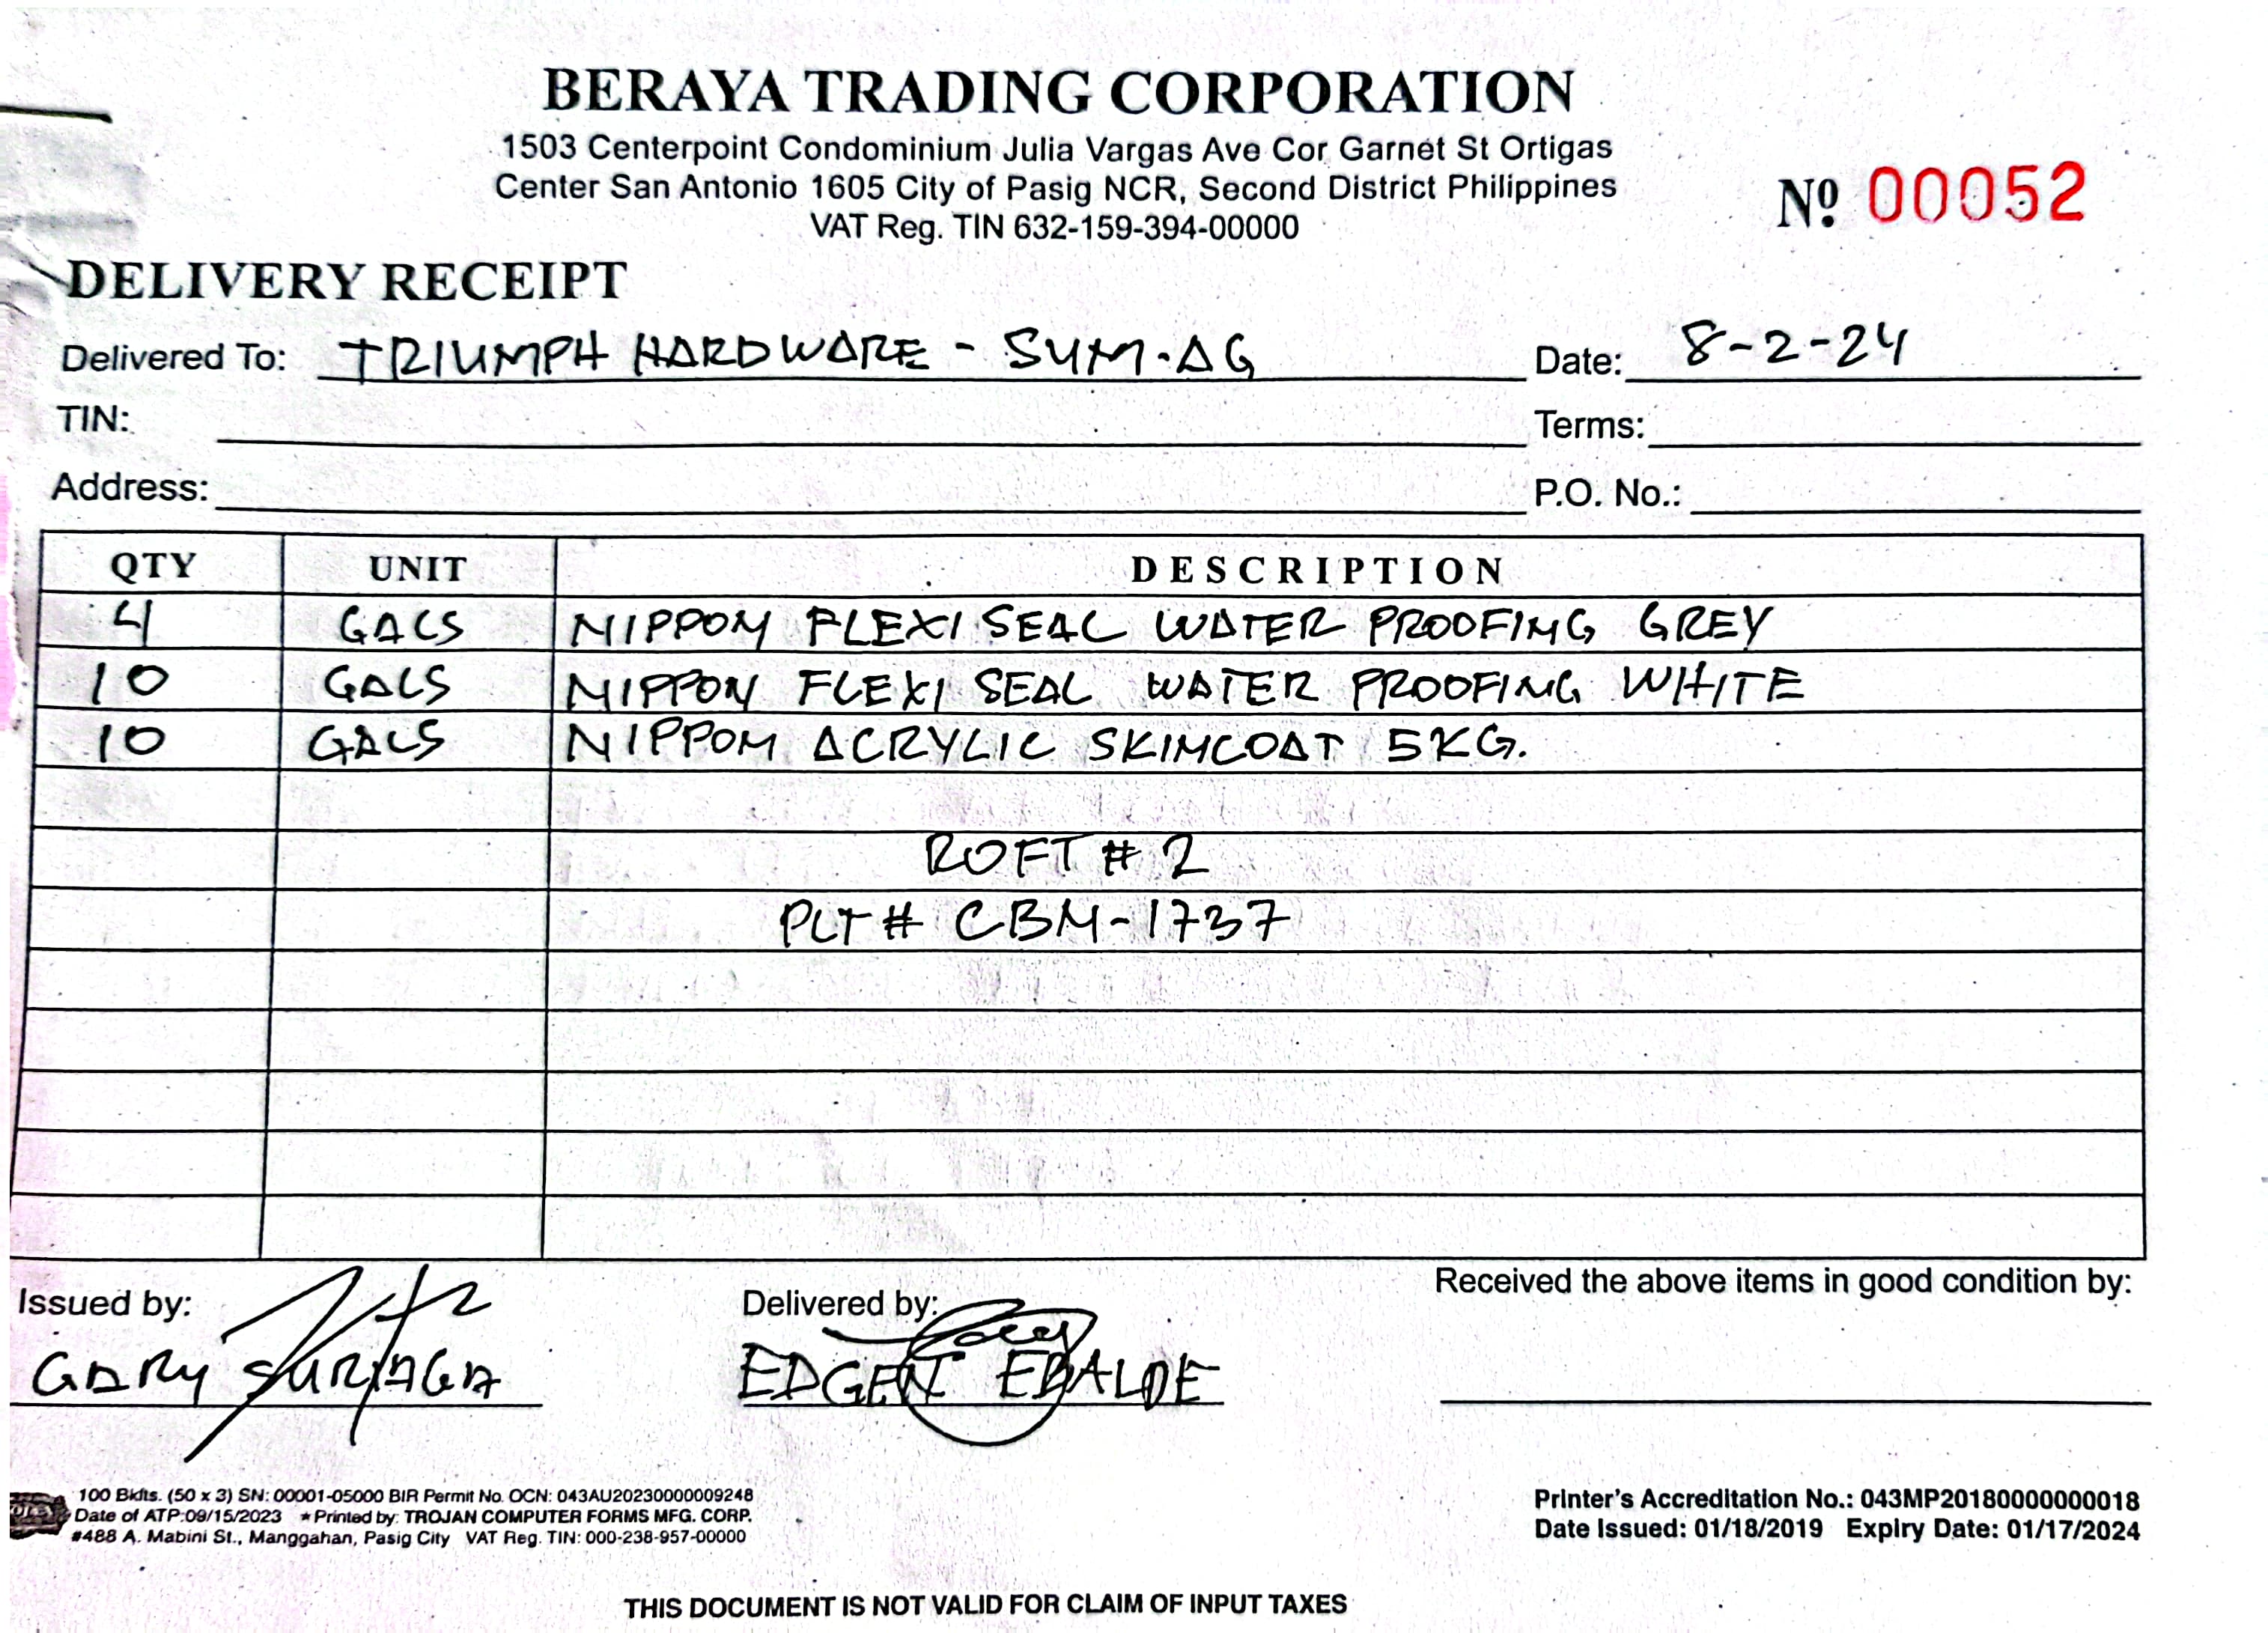 BERAYA TRADING CORPORATION
1503 Centerpoint Condominium Julia Vargas Ave Cor Garnet St Ortigas
Center San Antonio 1605 City of Pasig NCR, Second District Philippines
VAT Reg. TIN 632-159-394-00000
Nº 00052
DELIVERY RECEIPT
Delivered To: TRIUMPH HARDWARE - SUM-AG Date: 8-2-24
TIN: Terms:
Address: P.O. No.:
QTY UNIT DESCRIPTION
4 GALS NIPPON FLEXI SEAL WATER PROOFING GREY
10 GALS NIPPON FLEXI SEAL WATER PROOFING WHITE
10 GALS NIPPON ACRYLIC SKIMCOAT 5KG.
ROFT # 2
PLT # CBM-1737
Issued by: Delivered by: Received the above items in good condition by:
GARY SURIAGA EDGEN EBALDE
100 Bklts. (50 x 3) SN: 00001-05000 BIR Permit No. OCN: 043AU20230000009248
Date of ATP:09/15/2023 ★Printed by: TROJAN COMPUTER FORMS MFG. CORP.
#488 A. Mabini St., Manggahan, Pasig City VAT Reg. TIN: 000-238-957-00000
Printer's Accreditation No.: 043MP20180000000018
Date Issued: 01/18/2019 Expiry Date: 01/17/2024
THIS DOCUMENT IS NOT VALID FOR CLAIM OF INPUT TAXES